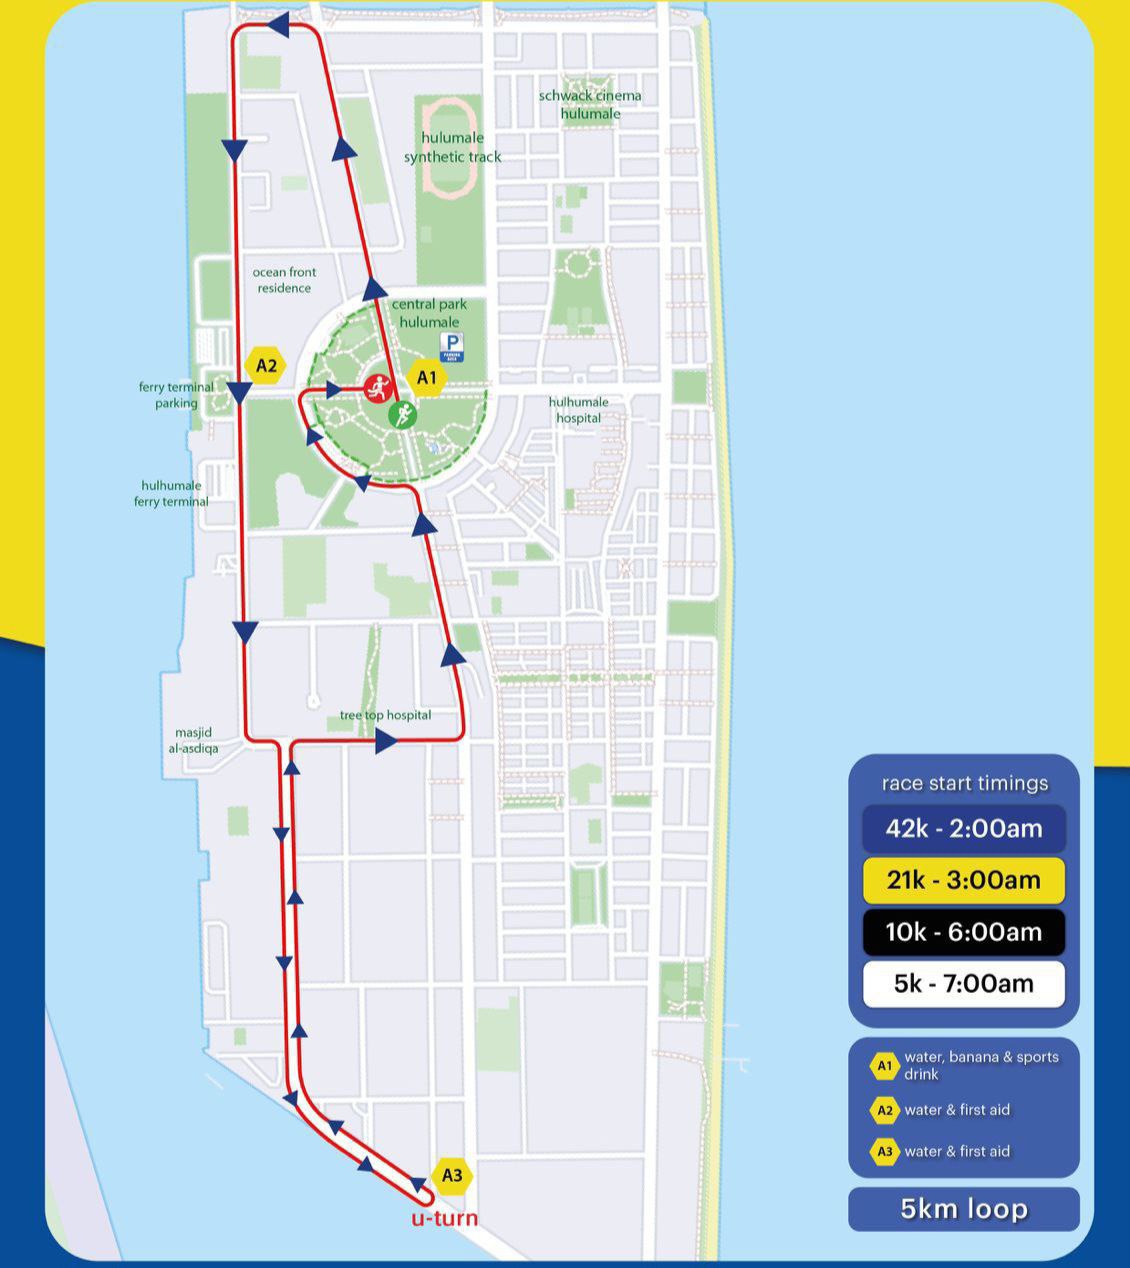 schwack cinema
hulumale
hulumale
synthetic track
ocean front
residence
central park
hulumale
P
PARKING
AREA
A2
A1
ferry terminal
parking
hulhumale
hospital
hulhumale
ferry terminal
tree top hospital
masjid
al-asdiqa
A3
u-turn
race start timings
42k - 2:00am
21k - 3:00am
10k - 6:00am
5k - 7:00am
A1 water, banana & sports
drink
A2 water & first aid
A3 water & first aid
5km loop